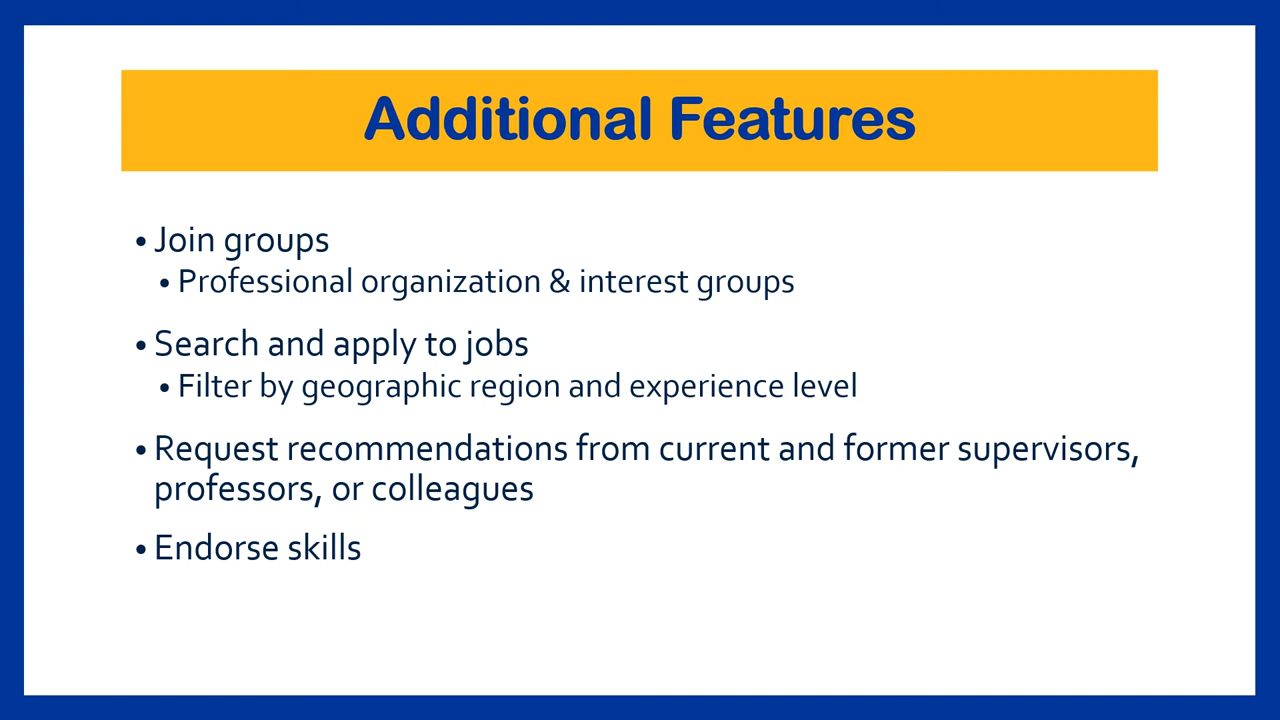 Additional Features
• Join groups
• Professional organization & interest groups
• Search and apply to jobs
• Filter by geographic region and experience level
• Request recommendations from current and former supervisors,
professors, or colleagues
• Endorse skills